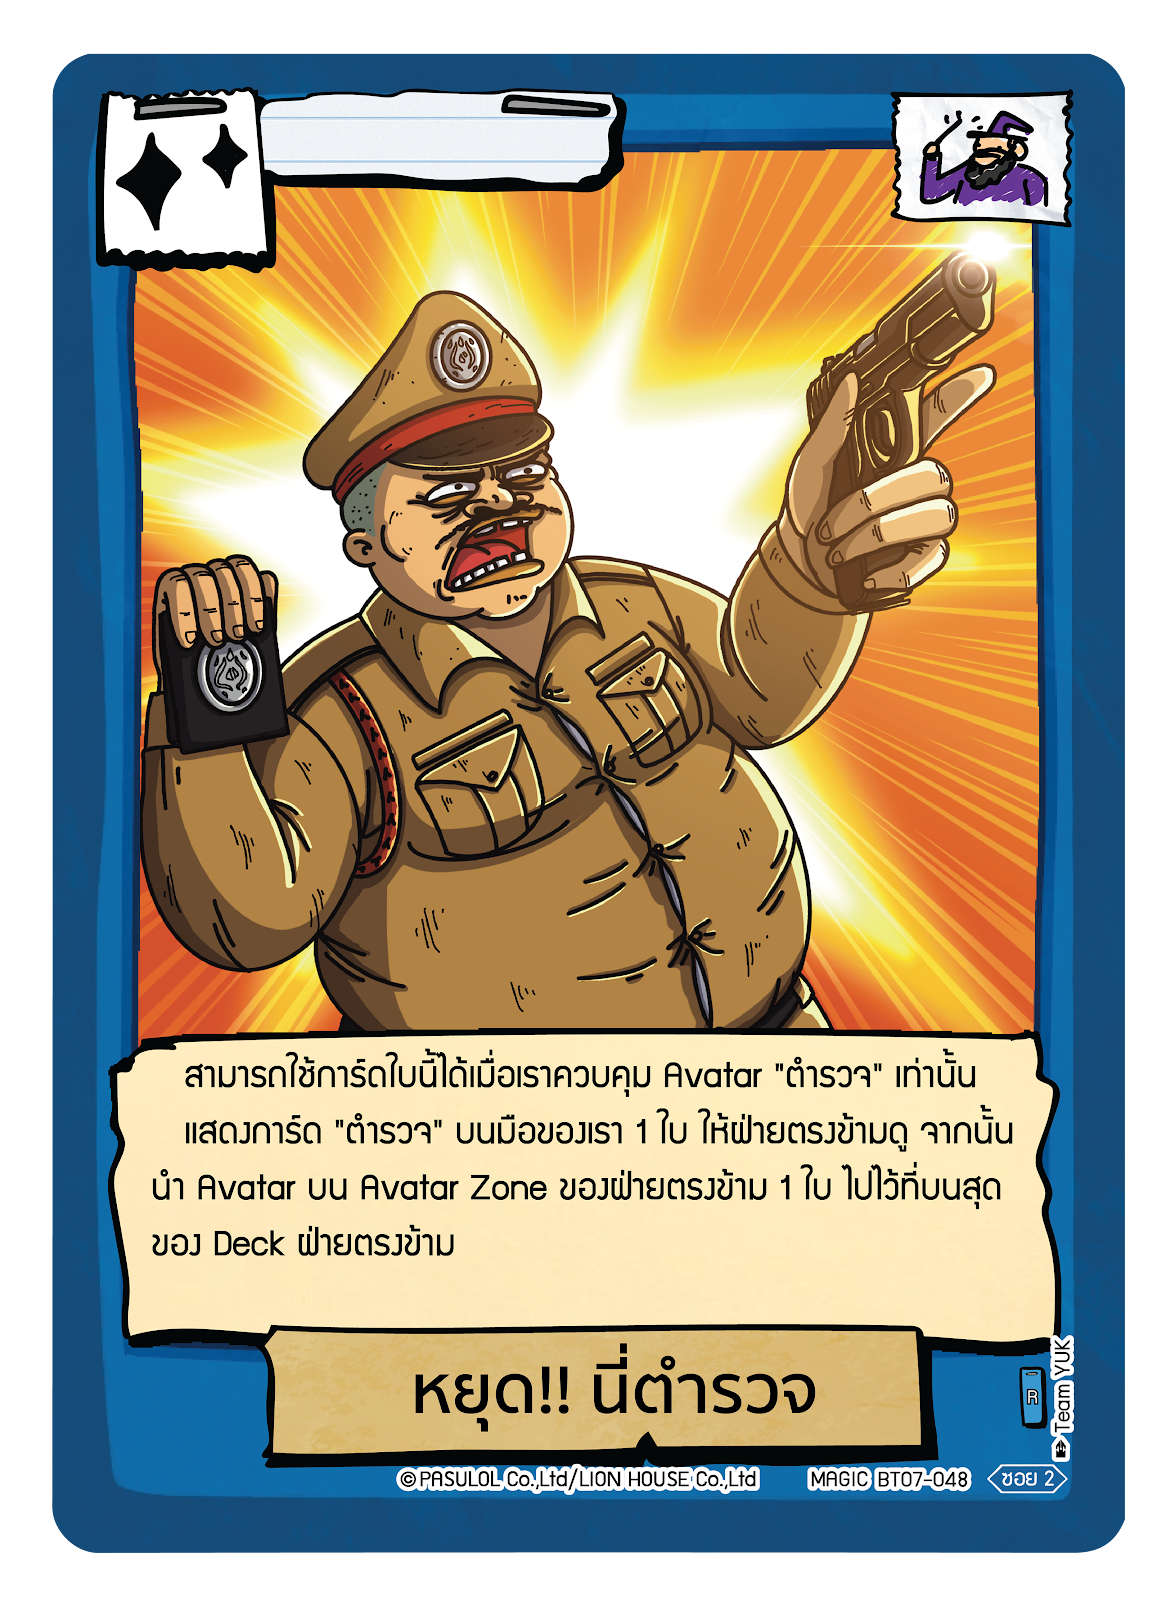 สามารถใช้การ์ดใบนี้ได้เมื่อเราควบคุม Avatar "ตำรวจ" เท่านั้น
แสดงการ์ด "ตำรวจ" บนมือของเรา 1 ใบ ให้ฝ่ายตรงข้ามดู จากนั้น
นำ Avatar บน Avatar Zone ของฝ่ายตรงข้าม 1 ใบ ไปไว้ที่บนสุด
ของ Deck ฝ่ายตรงข้าม
หยุด!! นี่ตำรวจ
R
Team YUK
© PASULOL Co.,Ltd/LION HOUSE Co.,Ltd
MAGIC BT07-048
ซอย 2